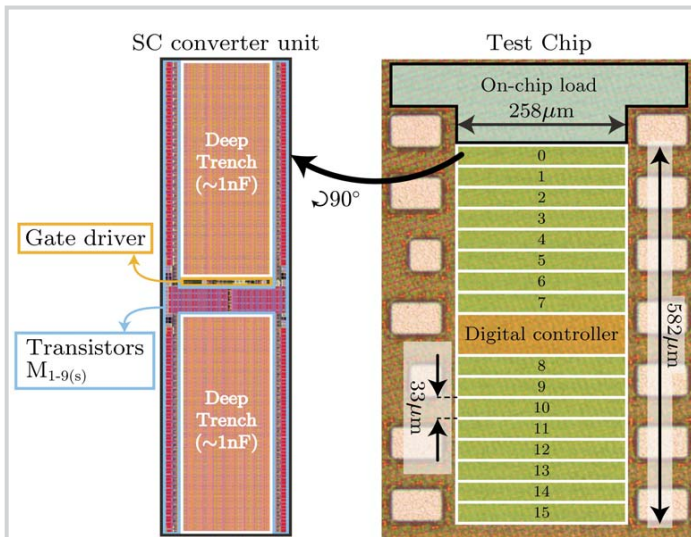 SC converter unit
Deep
Trench
(~1nF)
Gate driver
Transistors
M1-9(s)
Deep
Trench
(~1nF)
Test Chip
On-chip load
258μm
↻90°
0
1
2
3
4
5
6
7
Digital controller
8
9
10
11
12
13
14
15
33μm
582μm